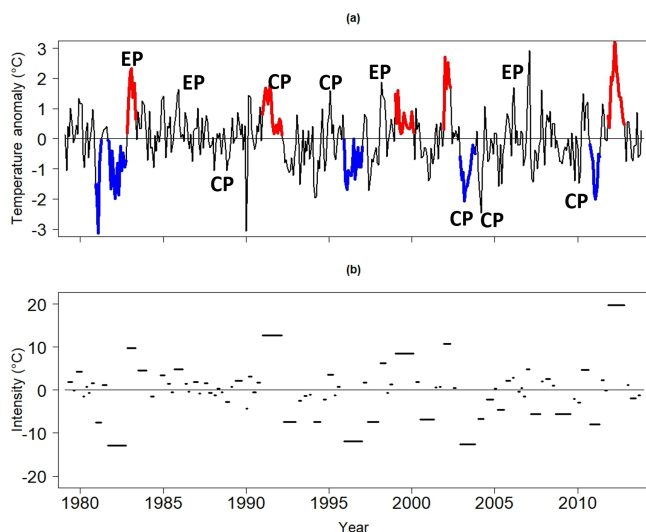 (a)
Temperature anomaly (°C)
3
2
1
0
-1
-2
-3
EP
EP
CP
CP
CP
EP
EP
CP
CP
CP
(b)
Intensity (°C)
20
10
0
-10
-20
1980
1985
1990
1995
2000
2005
2010
Year